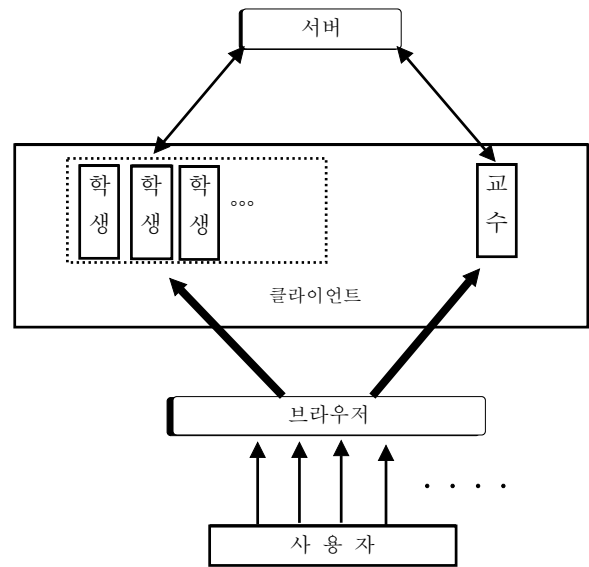 서버
학생 학생 학생 °°°
교수
클라이언트
브라우저
· · · ·
사 용 자